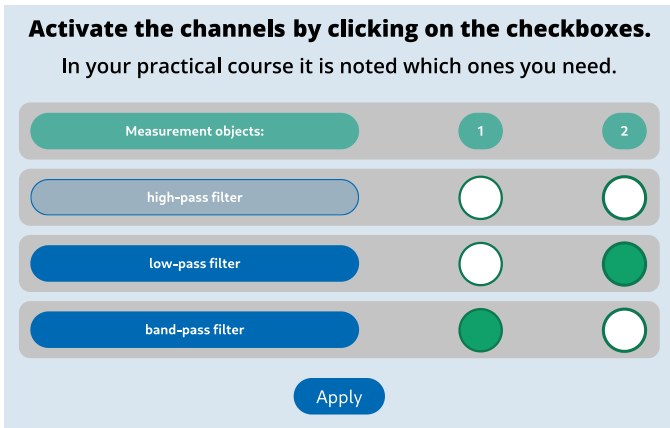 Activate the channels by clicking on the checkboxes.
In your practical course it is noted which ones you need.
Measurement objects: 1 2
high-pass filter
low-pass filter
band-pass filter
Apply